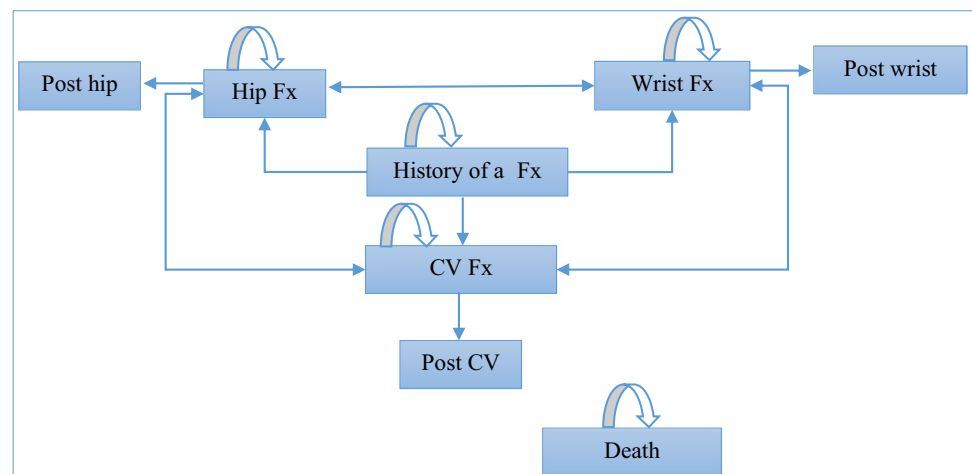 Post hip
Hip Fx
Wrist Fx
Post wrist
History of a Fx
CV Fx
Post CV
Death